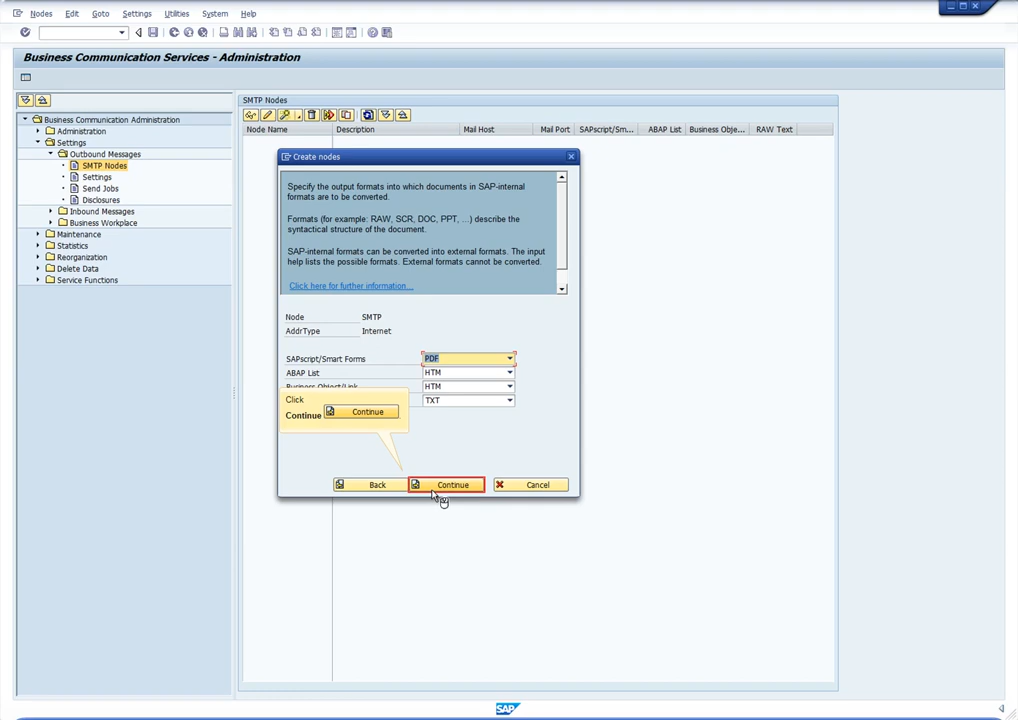 Nodes Edit Goto Settings Utilities System Help
Business Communication Services - Administration
Business Communication Administration
Administration
Settings
Outbound Messages
SMTP Nodes
Settings
Send Jobs
Disclosures
Inbound Messages
Business Workplace
Maintenance
Statistics
Reorganization
Delete Data
Service Functions
SMTP Nodes
Node Name Description Mail Host Mail Port SAPscript/Sm... ABAP List Business Obje... RAW Text
Create nodes
Specify the output formats into which documents in SAP-internal
formats are to be converted.
Formats (for example: RAW, SCR, DOC, PPT, ...) describe the
syntactical structure of the document.
SAP-internal formats can be converted into external formats. The input
help lists the possible formats. External formats cannot be converted.
Click here for further information...
Node SMTP
AddrType Internet
SAPscript/Smart Forms PDF
ABAP List HTM
Business Object/Link HTM
TXT
Click
Continue Continue
Back Continue Cancel
SAP